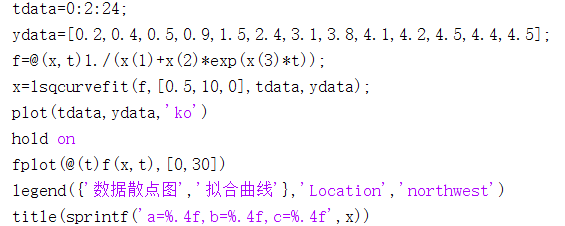 tdata=0:2:24;
ydata=[0.2,0.4,0.5,0.9,1.5,2.4,3.1,3.8,4.1,4.2,4.5,4.4,4.5];
f=@(x,t)1./(x(1)+x(2)*exp(x(3)*t));
x=lsqcurvefit(f,[0.5,10,0],tdata,ydata);
plot(tdata,ydata,'ko')
hold on
fplot(@(t)f(x,t),[0,30])
legend({'数据散点图','拟合曲线'},'Location','northwest')
title(sprintf('a=%.4f,b=%.4f,c=%.4f',x))